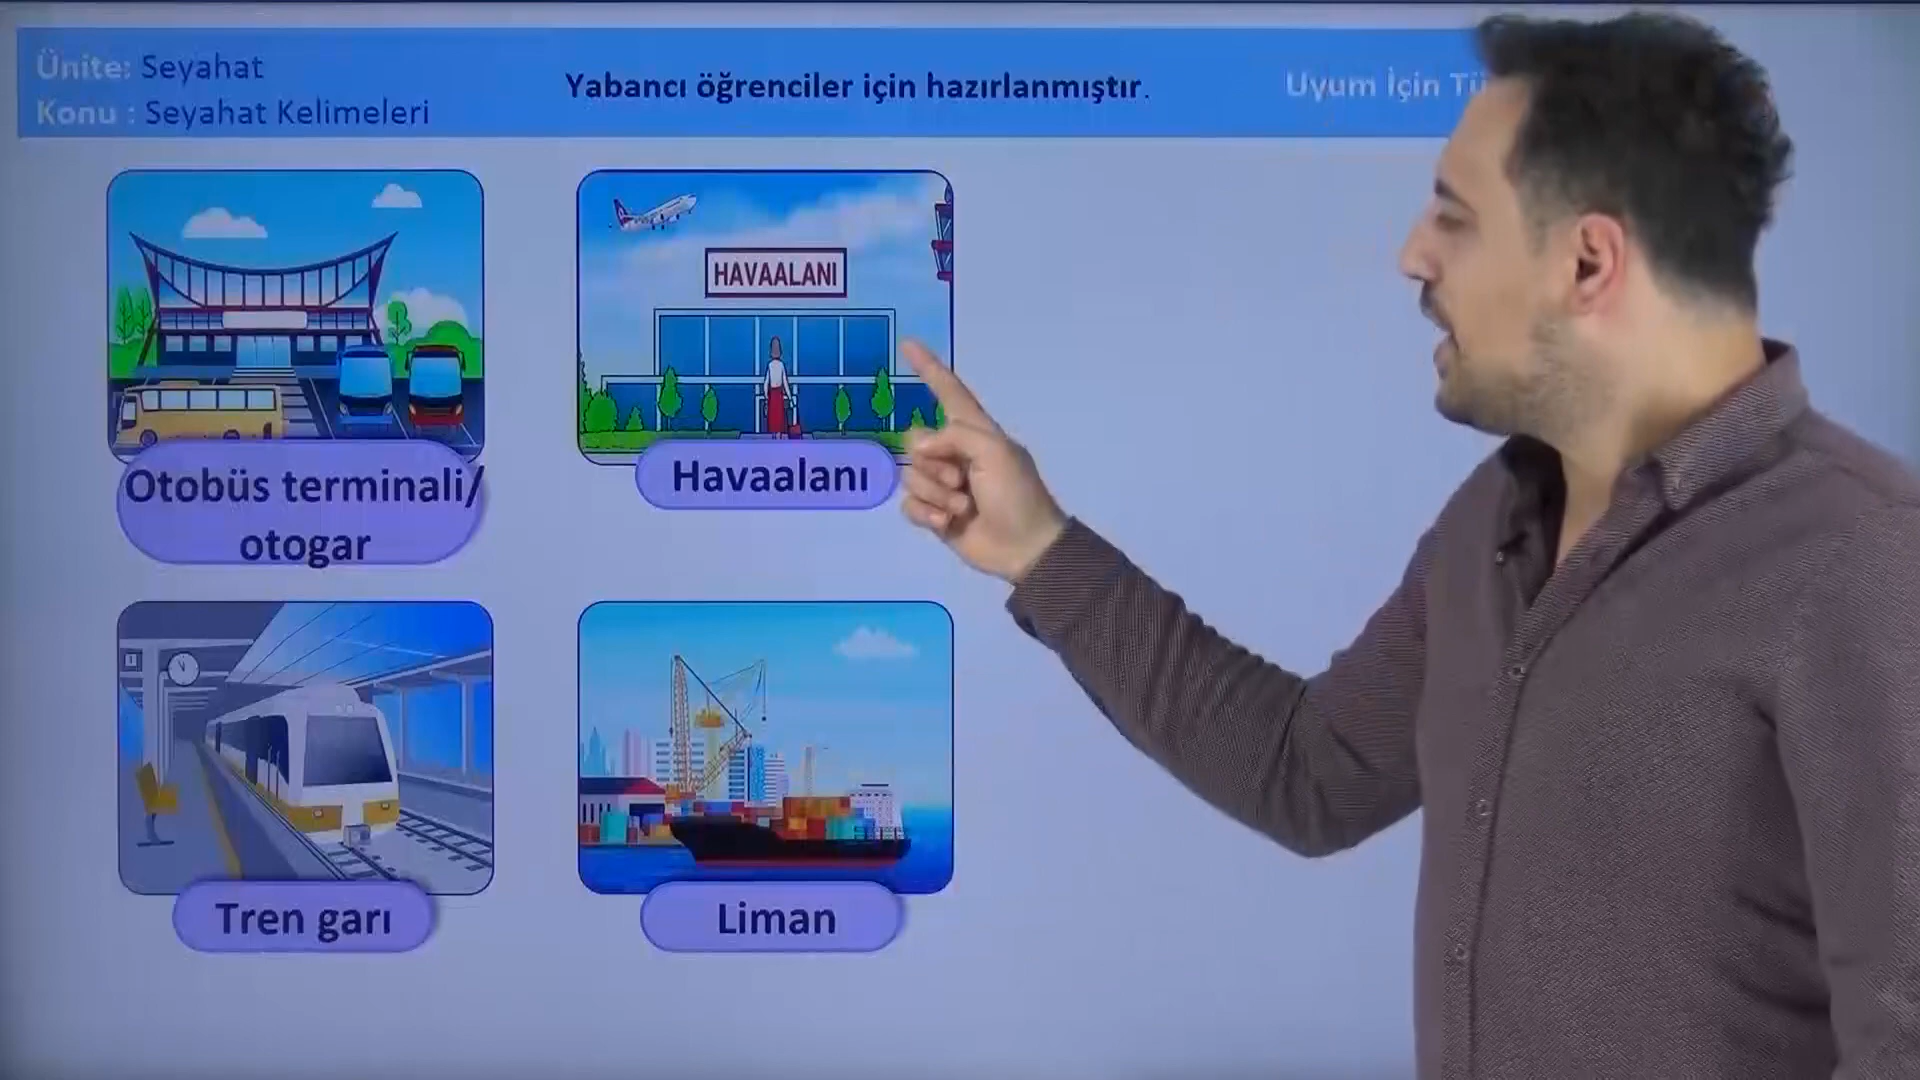 Ünite: Seyahat
Konu : Seyahat Kelimeleri
Yabancı öğrenciler için hazırlanmıştır.
Uyum İçin
HAVAALANI
Otobüs terminali/
otogar
Havaalanı
Tren garı
Liman